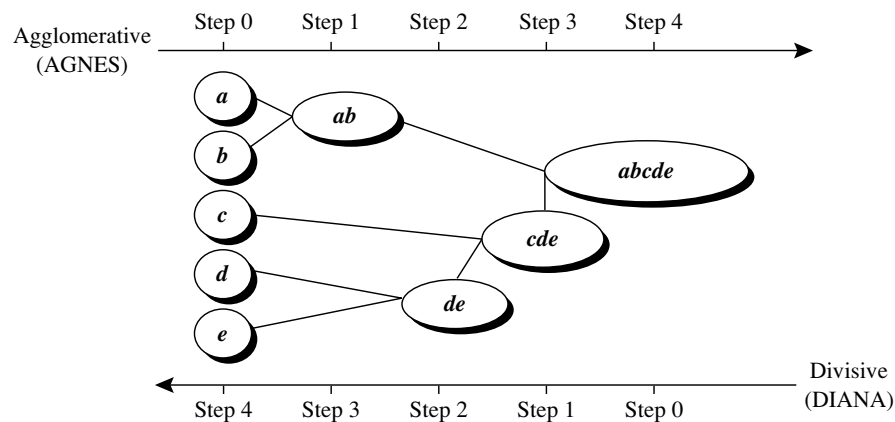 Step 0 Step 1 Step 2 Step 3 Step 4
Agglomerative
(AGNES)
a
ab
b
abcde
c
cde
d
de
e
Divisive
(DIANA)
Step 4 Step 3 Step 2 Step 1 Step 0